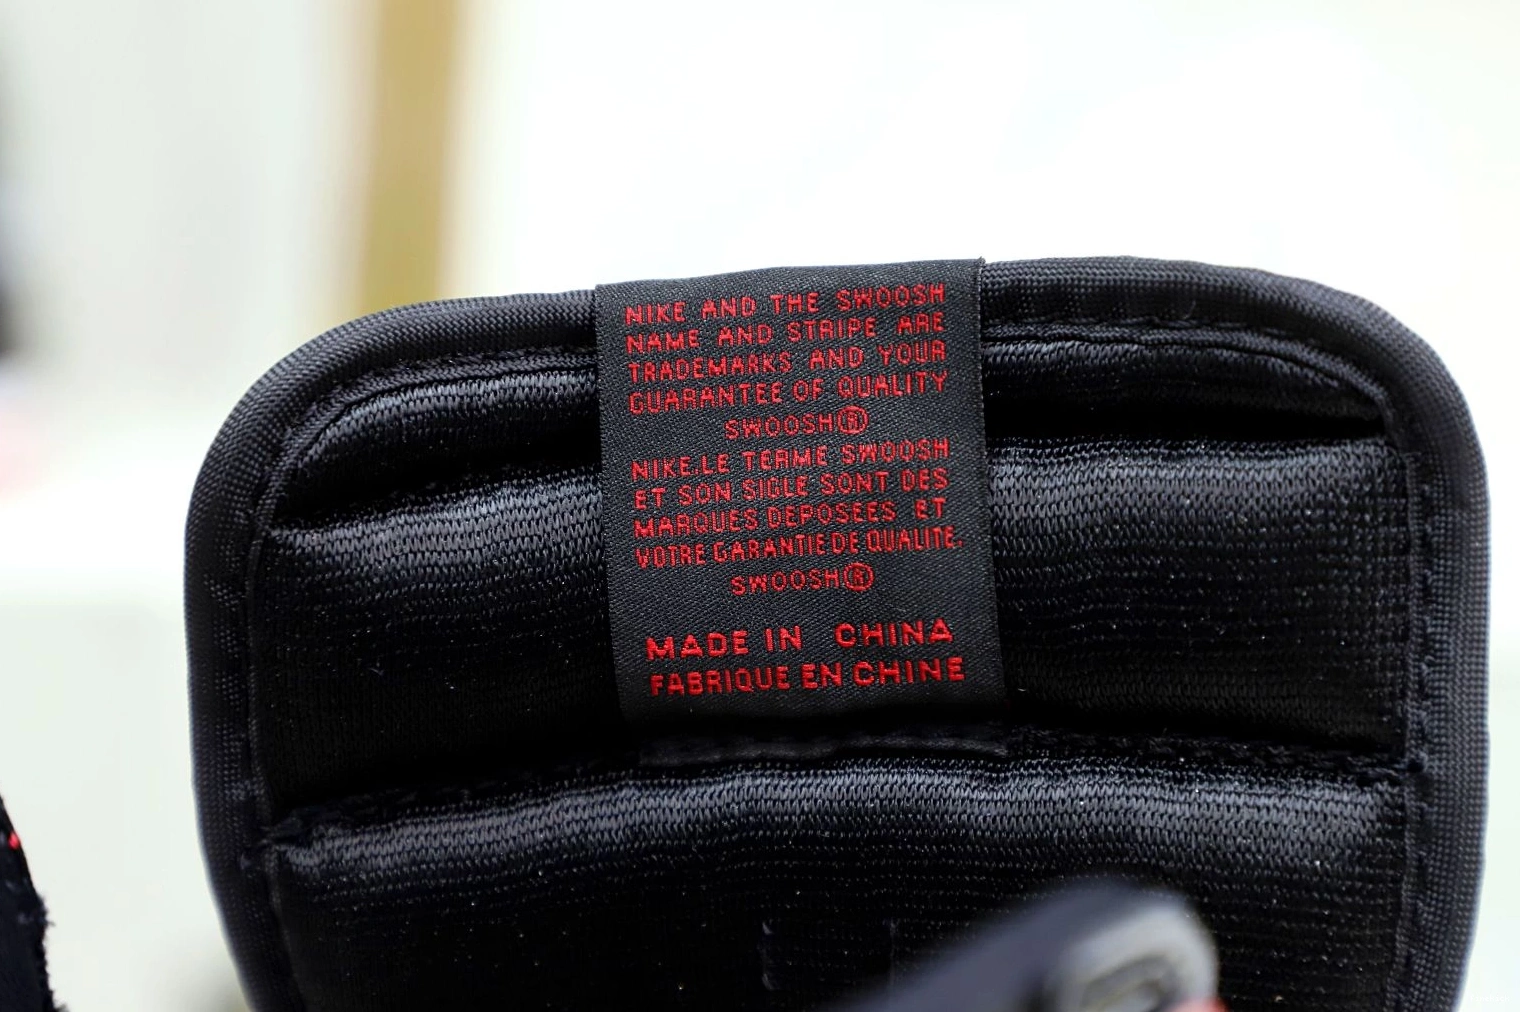 NIKE AND THE SWOOSH
NAME AND STRIPE ARE
TRADEMARKS AND YOUR
GUARANTEE OF QUALITY
SWOOSH®
NIKE.LE TERME SWOOSH
ET SON SIGLE SONT DES
MARQUES DEPOSEES ET
VOTRE GARANTIE DE QUALITE.
SWOOSH®
MADE IN CHINA
FABRIQUE EN CHINE